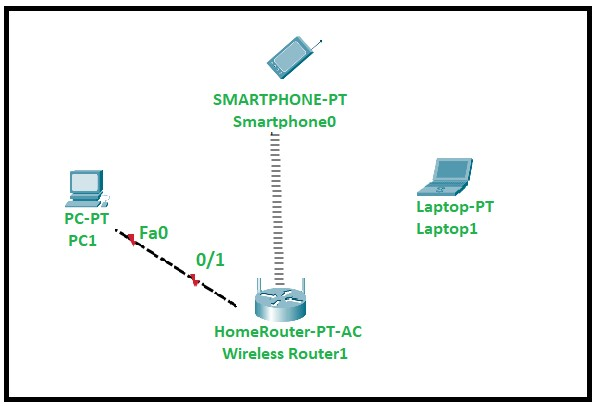 SMARTPHONE-PT
Smartphone0
PC-PT
PC1
Fa0
0/1
Laptop-PT
Laptop1
HomeRouter-PT-AC
Wireless Router1